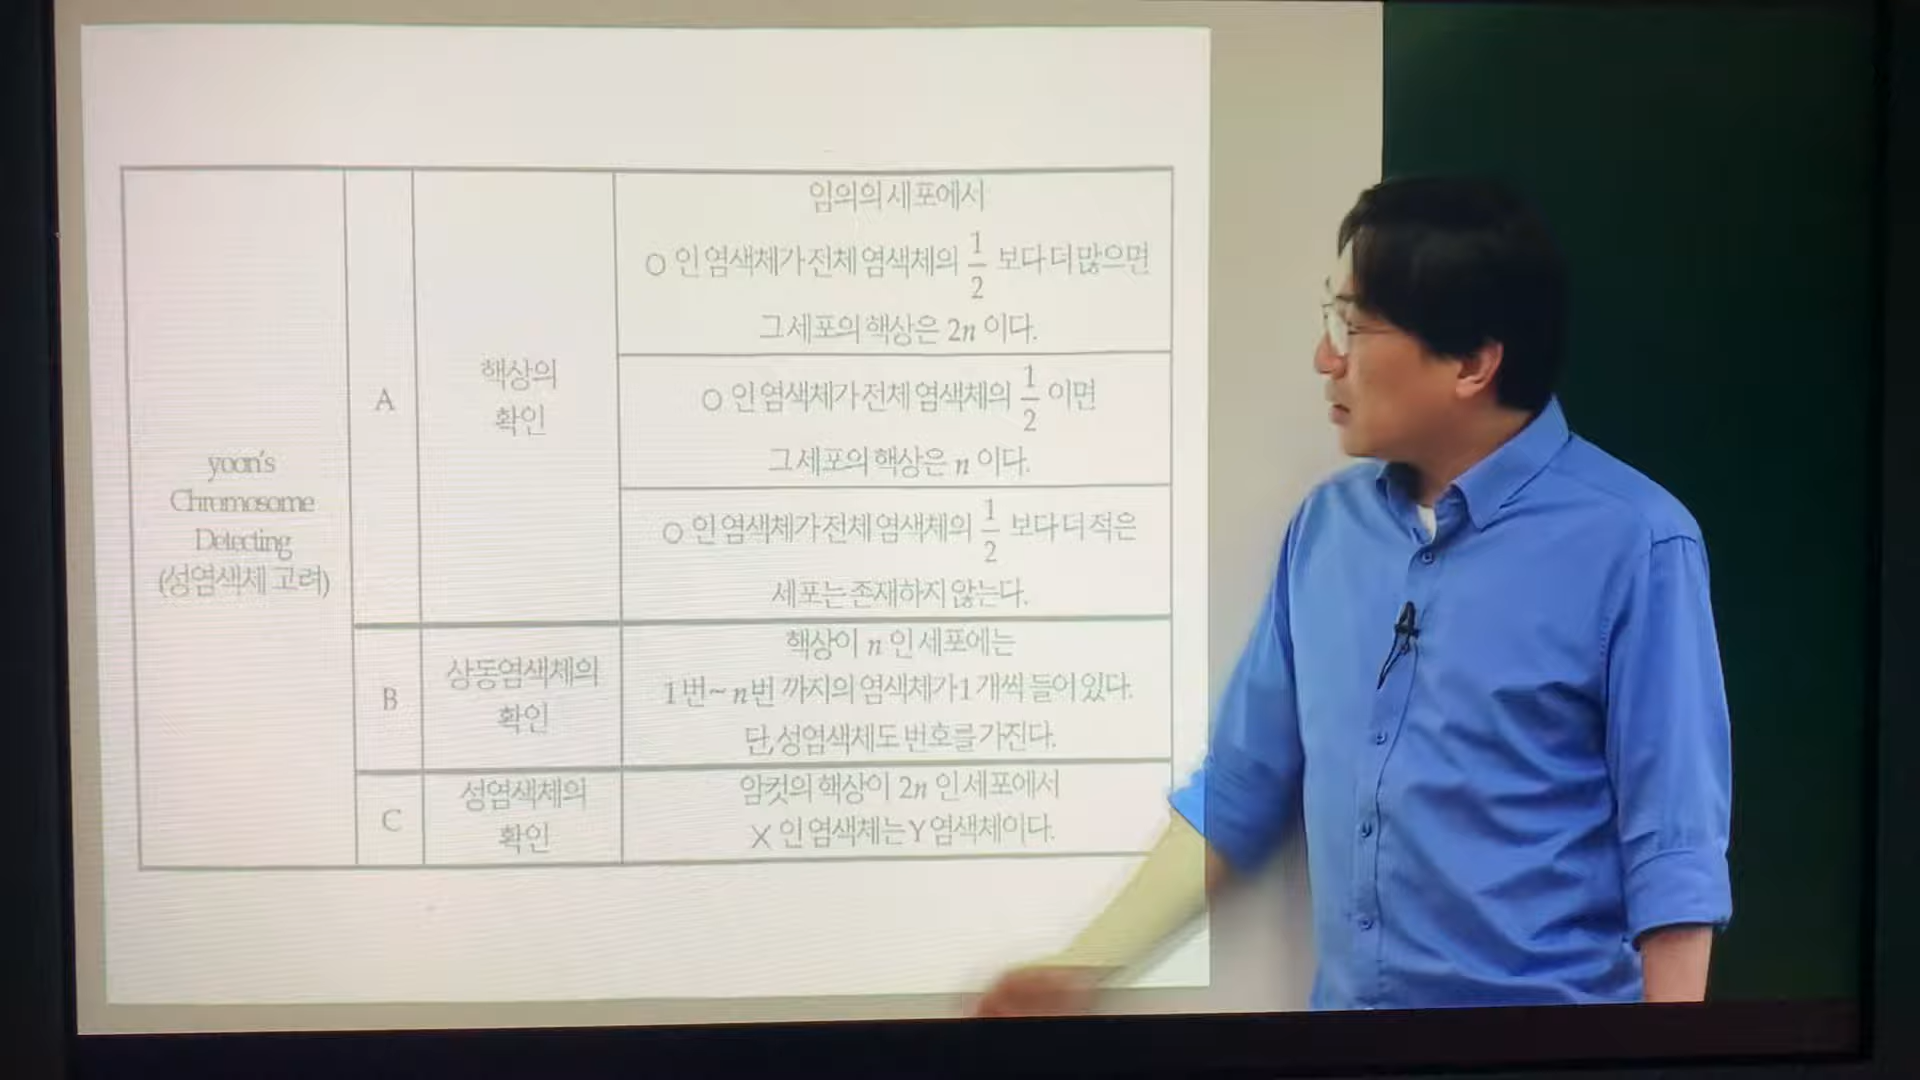 yoon's
Chromosome
Detecting
(성염색체 고려)
A
핵상의
확인
임의의 세포에서
○ 인 염색체가 전체 염색체의 1/2 보다 더 많으면
그 세포의 핵상은 2n 이다.
○ 인 염색체가 전체 염색체의 1/2 이면
그 세포의 핵상은 n 이다.
○ 인 염색체가 전체 염색체의 1/2 보다 더 적은
세포는 존재하지 않는다.
B
상동염색체의
확인
핵상이 n 인 세포에는
1번~n번 까지의 염색체가 1개씩 들어 있다.
단, 성염색체도 번호를 가진다.
C
성염색체의
확인
암컷의 핵상이 2n 인 세포에서
X 인 염색체는 Y 염색체이다.